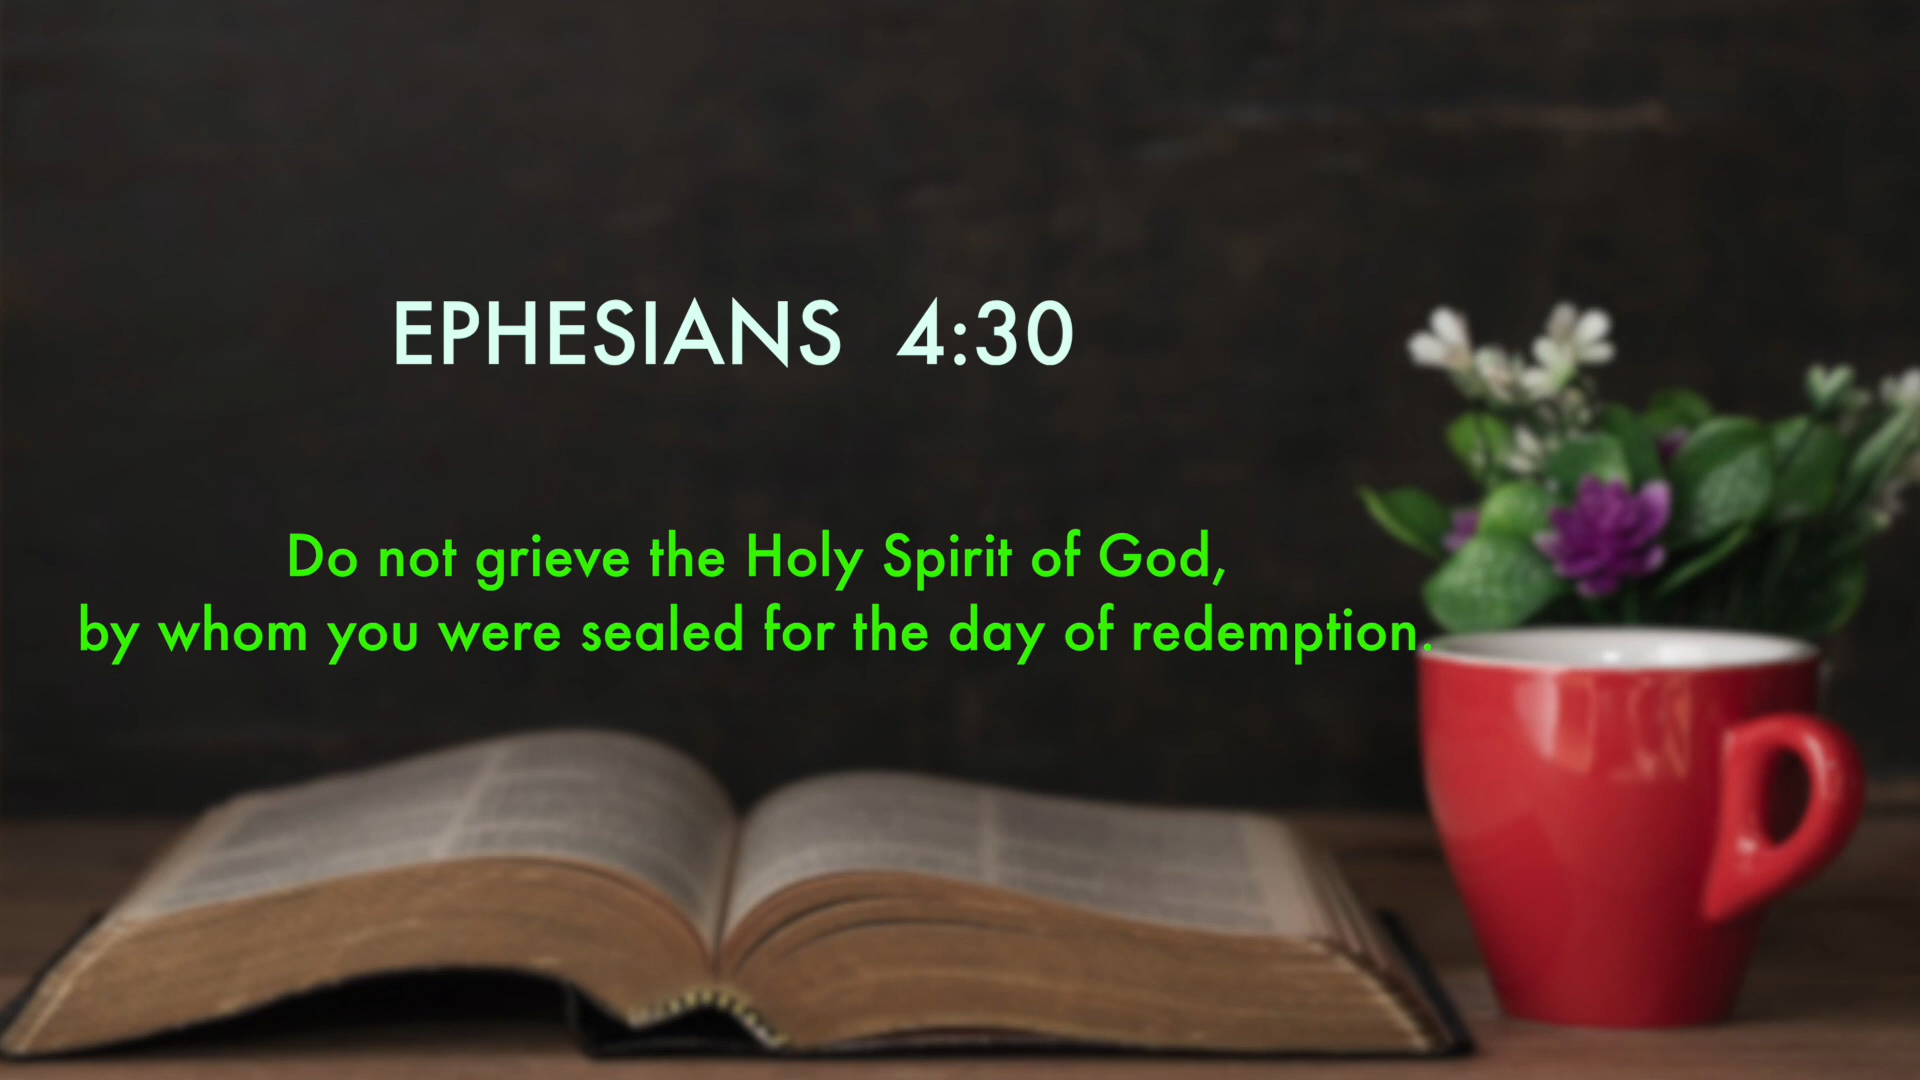 EPHESIANS 4:30
Do not grieve the Holy Spirit of God,
by whom you were sealed for the day of redemption.